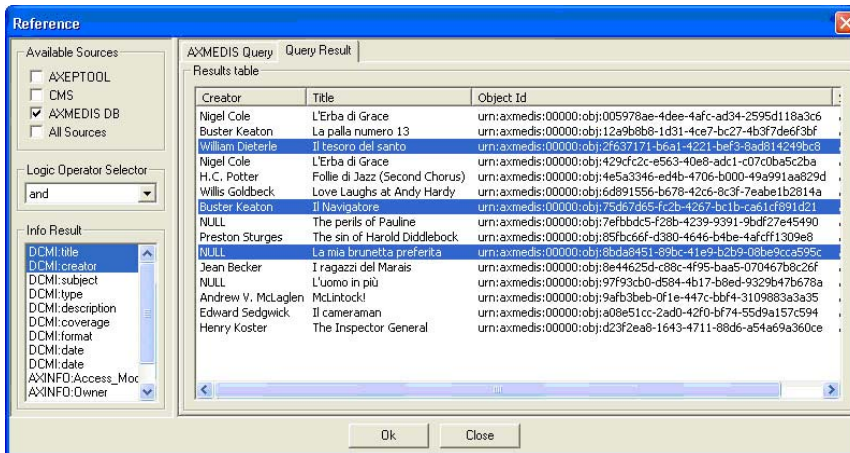 Reference
Available Sources
AXEPTOOL
CMS
AXMEDIS DB
All Sources
Logic Operator Selector
and
Info Result
DCMI:title
DCMI:creator
DCMI:subject
DCMI:type
DCMI:description
DCMI:coverage
DCMI:format
DCMI:date
DCMI:date
AXINFO:Access_Moc
AXINFO:Owner
AXMEDIS Query Query Result
Results table
Creator Title Object Id
Nigel Cole L'Erba di Grace urn:axmedis:00000:obj:005978ae-4dee-4afc-ad34-2595d118a3c6
Buster Keaton La palla numero 13 urn:axmedis:00000:obj:12a9b8b8-1d31-4ce7-bc27-4b3f7de6f3bf
William Dieterle Il tesoro del santo urn:axmedis:00000:obj:2f637171-b6a1-4221-bef3-8ad814249bc8
Nigel Cole L'Erba di Grace urn:axmedis:00000:obj:429cfc2c-e563-40e8-adc1-c07c0ba5c2ba
H.C. Potter Follie di Jazz (Second Chorus) urn:axmedis:00000:obj:4e5a3346-ed4b-4706-b000-49a991aa829d
Willis Goldbeck Love Laughs at Andy Hardy urn:axmedis:00000:obj:6d891556-b678-42c6-8c3f-7eabe1b2814a
Buster Keaton Il Navigatore urn:axmedis:00000:obj:75d67d65-fc2b-4267-bc1b-ca61cf891d21
NULL The perils of Pauline urn:axmedis:00000:obj:7efbbdc5-f28b-4239-9391-9bdf27e45490
Preston Sturges The sin of Harold Diddlebock urn:axmedis:00000:obj:85fbc66f-d380-4646-b4be-4afcff1309e8
NULL La mia brunetta preferita urn:axmedis:00000:obj:8bda8451-89bc-41e9-b2b9-08be9cca595c
Jean Becker I ragazzi del Marais urn:axmedis:00000:obj:8e44625d-c88c-4f95-baa5-070467b8c26f
NULL L'uomo in più urn:axmedis:00000:obj:97f93cb0-d584-4b17-b8ed-9329b47b678a
Andrew V. McLaglen McLintock! urn:axmedis:00000:obj:9afb3beb-0f1e-447c-bbf4-3109883a3a35
Edward Sedgwick Il cameraman urn:axmedis:00000:obj:a08e51cc-2ad0-42f0-bf74-55d9a157c594
Henry Koster The Inspector General urn:axmedis:00000:obj:d23f2ea8-1643-4711-88d6-a54a69a360ce
Ok Close